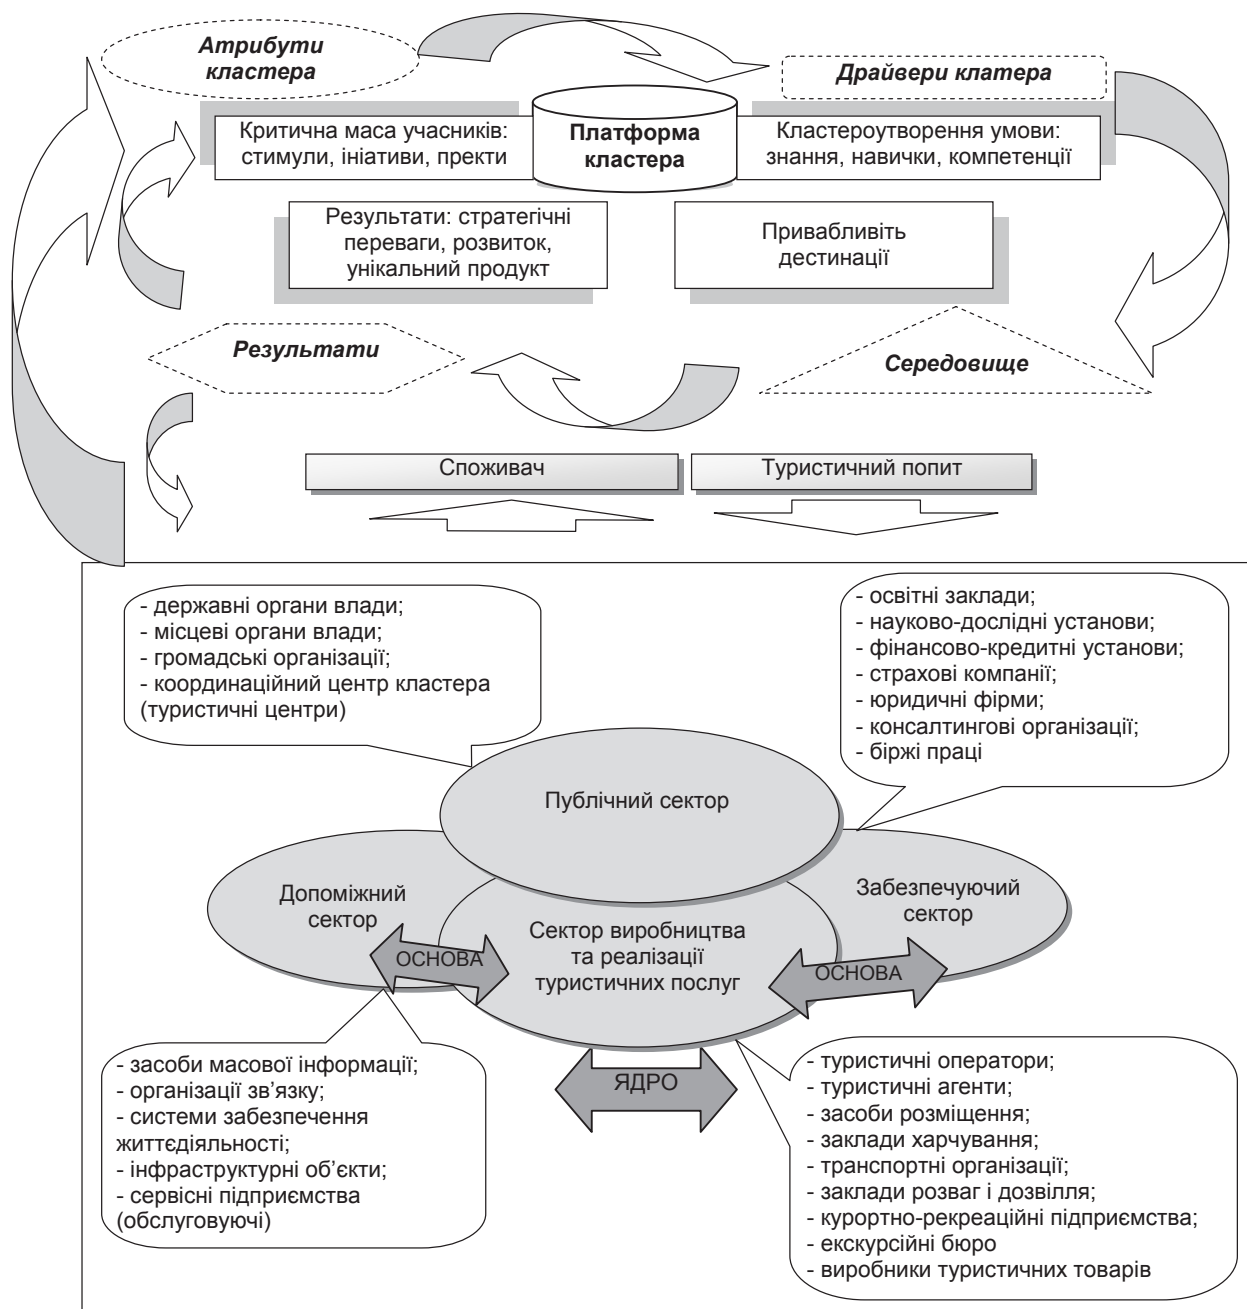 Атрибути
кластера
Драйвери клатера
Критична маса учасників:
стимули, ініативи, пректи
Платформа
кластера
Кластероутворення умови:
знання, навички, компетенції
Результати: стратегічні
переваги, розвиток,
унікальний продукт
Привабливіть
дестинації
Результати
Середовище
Споживач
Туристичний попит
- державні органи влади;
- місцеві органи влади;
- громадські організації;
- координаційний центр кластера
(туристичні центри)
- освітні заклади;
- науково-дослідні установи;
- фінансово-кредитні установи;
- страхові компанії;
- юридичні фірми;
- консалтингові організації;
- біржі праці
Публічний сектор
Допоміжний
сектор
Забезпечуючий
сектор
Сектор виробництва
та реалізації
туристичних послуг
ОСНОВА
ОСНОВА
ЯДРО
- засоби масової інформації;
- організації зв’язку;
- системи забезпечення
життєдіяльності;
- інфраструктурні об’єкти;
- сервісні підприємства
(обслуговуючі)
- туристичні оператори;
- туристичні агенти;
- засоби розміщення;
- заклади харчування;
- транспортні організації;
- заклади розваг і дозвілля;
- курортно-рекреаційні підприємства;
- екскурсійні бюро
- виробники туристичних товарів